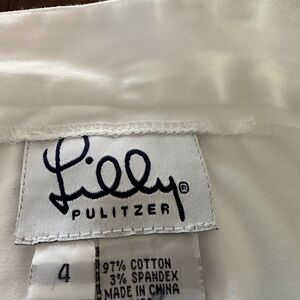 Lilly®
PULITZER
4
97% COTTON
3% SPANDEX
MADE IN CHINA